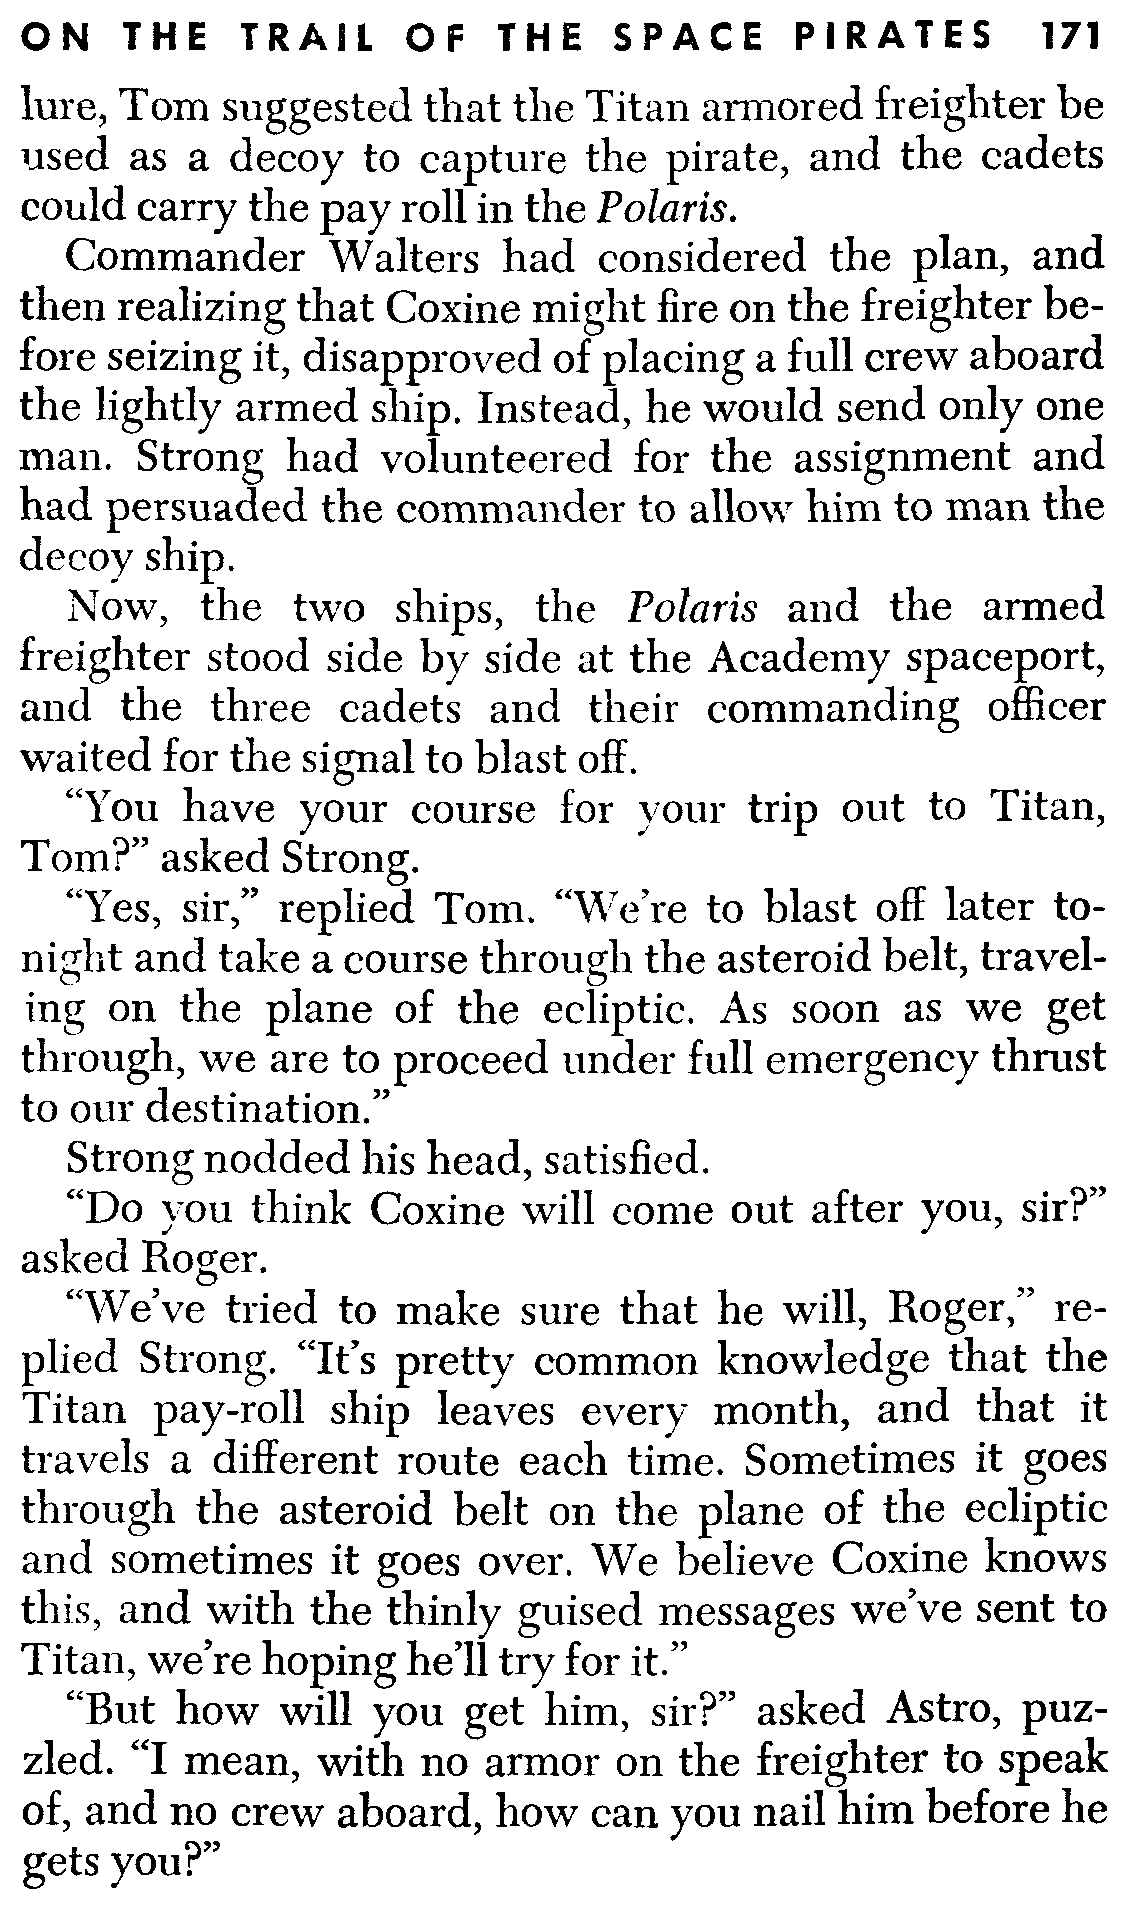 ON THE TRAIL OF THE SPACE PIRATES 171
lure, Tom suggested that the Titan armored freighter be
used as a decoy to capture the pirate, and the cadets
could carry the pay roll in the Polaris.
Commander Walters had considered the plan, and
then realizing that Coxine might fire on the freighter be-
fore seizing it, disapproved of placing a full crew aboard
the lightly armed ship. Instead, he would send only one
man. Strong had volunteered for the assignment and
had persuaded the commander to allow him to man the
decoy ship.
Now, the two ships, the Polaris and the armed
freighter stood side by side at the Academy spaceport,
and the three cadets and their commanding officer
waited for the signal to blast off.
“You have your course for your trip out to Titan,
Tom?” asked Strong.
“Yes, sir,” replied Tom. “We’re to blast off later to-
night and take a course through the asteroid belt, travel-
ing on the plane of the ecliptic. As soon as we get
through, we are to proceed under full emergency thrust
to our destination.”
Strong nodded his head, satisfied.
“Do you think Coxine will come out after you, sir?”
asked Roger.
“We’ve tried to make sure that he will, Roger,” re-
plied Strong. “It’s pretty common knowledge that the
Titan pay-roll ship leaves every month, and that it
travels a different route each time. Sometimes it goes
through the asteroid belt on the plane of the ecliptic
and sometimes it goes over. We believe Coxine knows
this, and with the thinly guised messages we’ve sent to
Titan, we’re hoping he’ll try for it.”
“But how will you get him, sir?” asked Astro, puz-
zled. “I mean, with no armor on the freighter to speak
of, and no crew aboard, how can you nail him before he
gets you?”